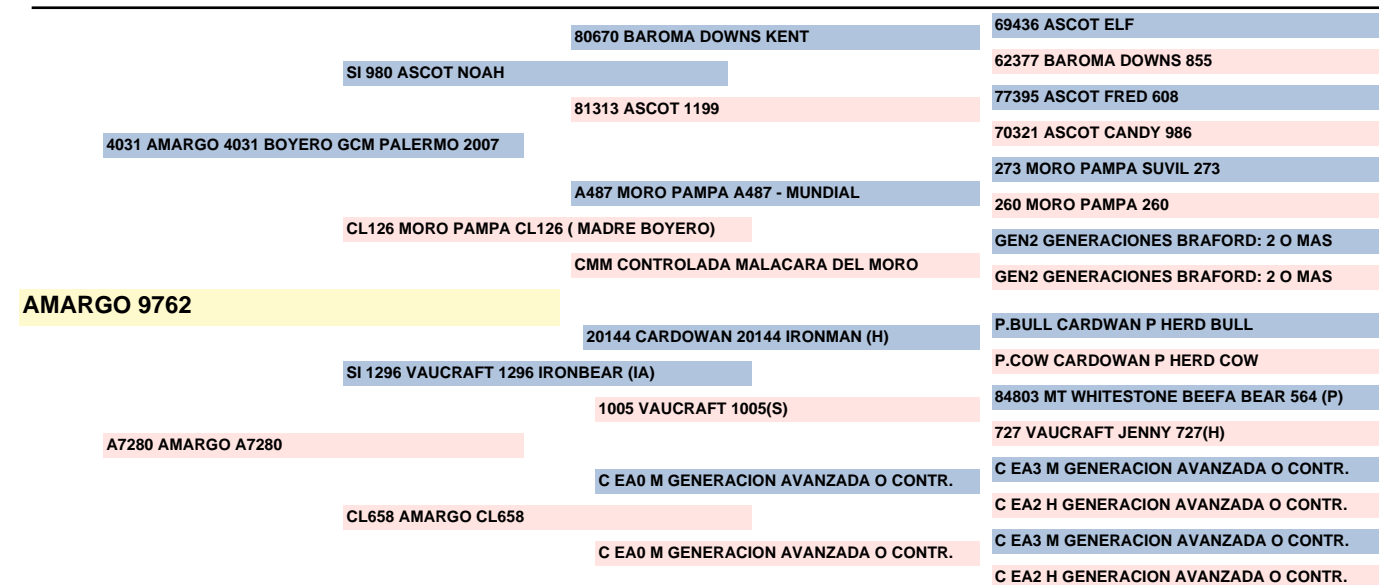 69436 ASCOT ELF
80670 BAROMA DOWNS KENT
62377 BAROMA DOWNS 855
SI 980 ASCOT NOAH
77395 ASCOT FRED 608
81313 ASCOT 1199
70321 ASCOT CANDY 986
4031 AMARGO 4031 BOYERO GCM PALERMO 2007
273 MORO PAMPA SUVIL 273
A487 MORO PAMPA A487 - MUNDIAL
260 MORO PAMPA 260
CL126 MORO PAMPA CL126 ( MADRE BOYERO)
GEN2 GENERACIONES BRAFORD: 2 O MAS
CMM CONTROLADA MALACARA DEL MORO
GEN2 GENERACIONES BRAFORD: 2 O MAS
AMARGO 9762
P.BULL CARDWAN P HERD BULL
20144 CARDOWAN 20144 IRONMAN (H)
P.COW CARDOWAN P HERD COW
SI 1296 VAUCRAFT 1296 IRONBEAR (IA)
84803 MT WHITESTONE BEEFA BEAR 564 (P)
1005 VAUCRAFT 1005(S)
727 VAUCRAFT JENNY 727(H)
A7280 AMARGO A7280
C EA3 M GENERACION AVANZADA O CONTR.
C EA0 M GENERACION AVANZADA O CONTR.
C EA2 H GENERACION AVANZADA O CONTR.
CL658 AMARGO CL658
C EA3 M GENERACION AVANZADA O CONTR.
C EA0 M GENERACION AVANZADA O CONTR.
C EA2 H GENERACION AVANZADA O CONTR.